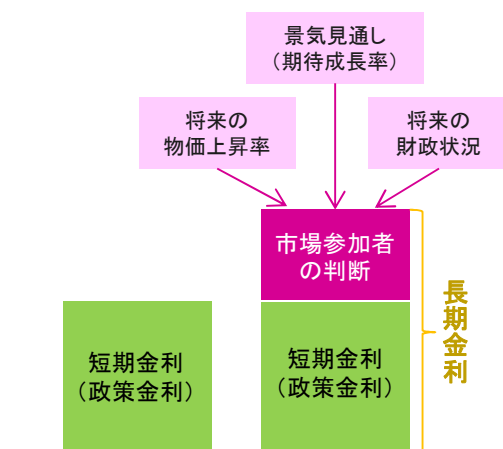 景気見通し
（期待成長率）
将来の
物価上昇率
将来の
財政状況
市場参加者
の判断
長期金利
短期金利
（政策金利）
短期金利
（政策金利）